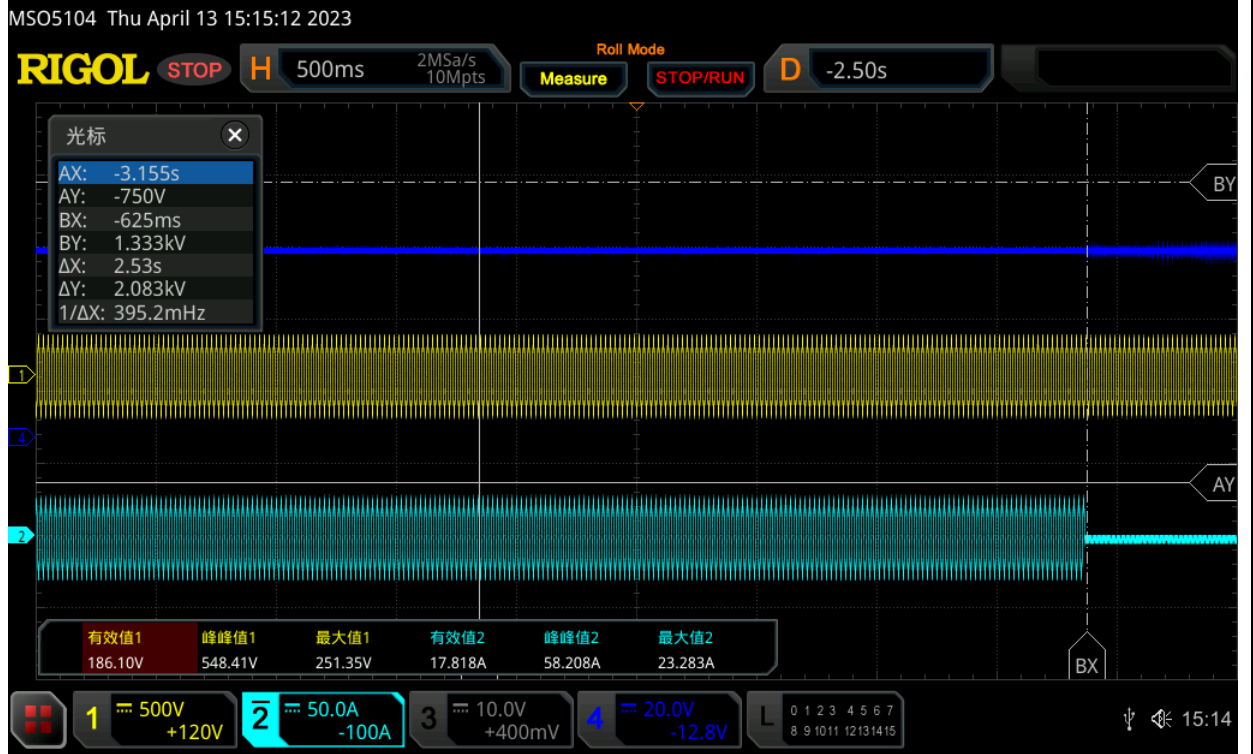 MSO5104 Thu April 13 15:15:12 2023
RIGOL STOP H 500ms 2MSa/s 10Mpts Roll Mode Measure STOP/RUN D -2.50s
光标
AX: -3.155s
AY: -750V
BX: -625ms
BY: 1.333kV
ΔX: 2.53s
ΔY: 2.083kV
1/ΔX: 395.2mHz
BY
1
4
AY
2
有效值1 峰峰值1 最大值1 有效值2 峰峰值2 最大值2
186.10V 548.41V 251.35V 17.818A 58.208A 23.283A
BX
1 500V +120V
2 50.0A -100A
3 10.0V +400mV
4 20.0V -12.8V
L 0 1 2 3 4 5 6 7
8 9 10 11 12 13 14 15
15:14